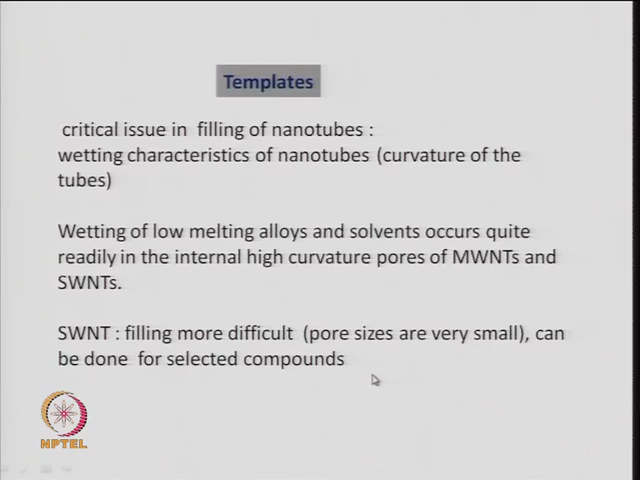 Templates
critical issue in filling of nanotubes :
wetting characteristics of nanotubes (curvature of the
tubes)
Wetting of low melting alloys and solvents occurs quite
readily in the internal high curvature pores of MWNTs and
SWNTs.
SWNT : filling more difficult (pore sizes are very small), can
be done for selected compounds
NPTEL